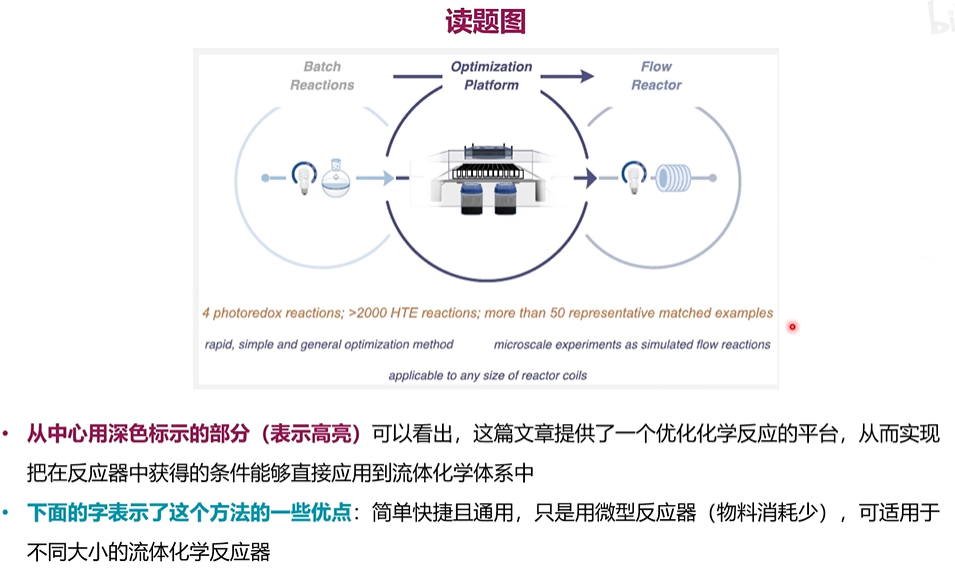 读题图
Batch
Reactions
Optimization
Platform
Flow
Reactor
4 photoredox reactions; >2000 HTE reactions; more than 50 representative matched examples
rapid, simple and general optimization method
microscale experiments as simulated flow reactions
applicable to any size of reactor coils
• 从中心用深色标示的部分（表示高亮）可以看出，这篇文章提供了一个优化化学反应的平台，从而实现
把在反应器中获得的条件能够直接应用到流体化学体系中
• 下面的字表示了这个方法的一些优点：简单快捷且通用，只是用微型反应器（物料消耗少），可适用于
不同大小的流体化学反应器